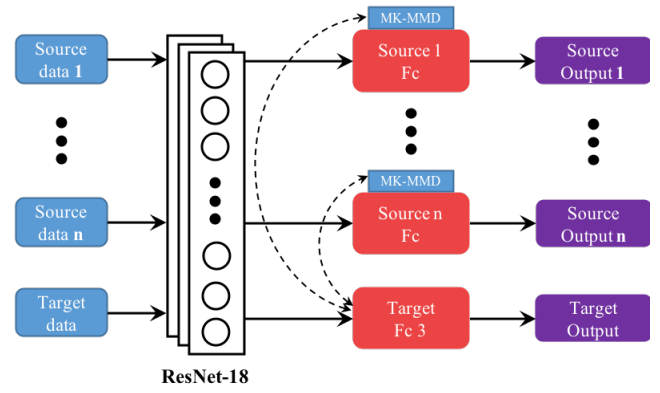 MK-MMD
Source
data 1
Source 1
Fc
Source
Output 1
MK-MMD
Source
data n
Source n
Fc
Source
Output n
Target
data
Target
Fc 3
Target
Output
ResNet-18